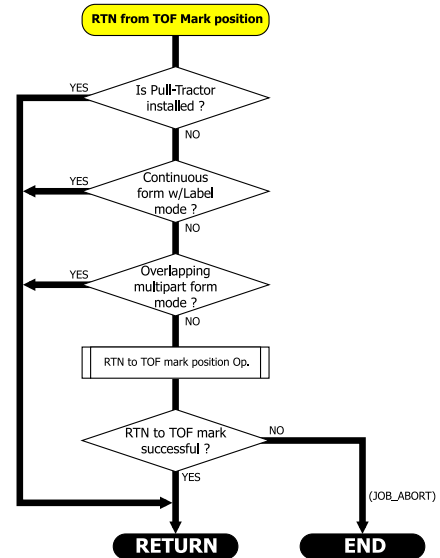 RTN from TOF Mark position
Is Pull-Tractor
installed ?
YES
NO
Continuous
form w/Label
mode ?
YES
NO
Overlapping
multipart form
mode ?
YES
NO
RTN to TOF mark position Op.
RTN to TOF mark
successful ?
NO
YES
(JOB_ABORT)
RETURN
END